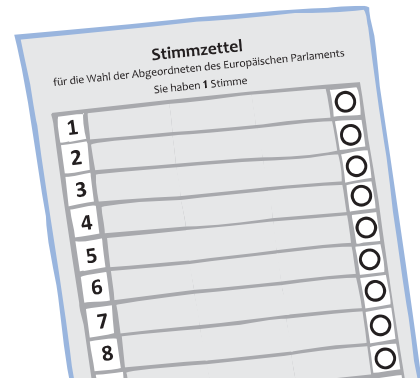 Stimmzettel
für die Wahl der Abgeordneten des Europäischen Parlaments
Sie haben 1 Stimme
1
2
3
4
5
6
7
8